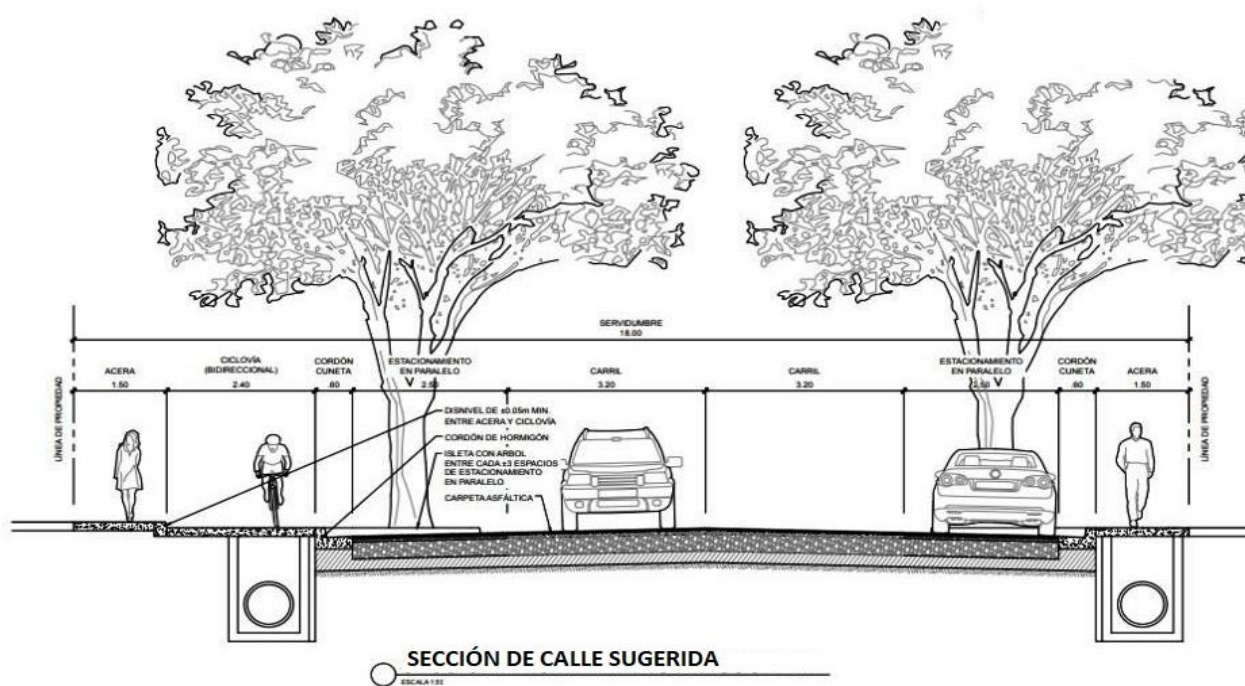 SERVIDUMBRE
18.00
ACERA
1.50
CICLOVÍA
(BIDIRECCIONAL)
2.40
CORDÓN
CUNETA
.60
ESTACIONAMIENTO
EN PARALELO
2.50
CARRIL
3.20
CARRIL
3.20
ESTACIONAMIENTO
EN PARALELO
2.50
CORDÓN
CUNETA
.60
ACERA
1.50
LÍNEA DE PROPIEDAD
DISNIVEL DE ±0.05m MIN.
ENTRE ACERA Y CICLOVÍA
CORDÓN DE HORMIGÓN
ISLETA CON ARBOL
ENTRE CADA ±3 ESPACIOS
DE ESTACIONAMIENTO
EN PARALELO
CARPETA ASFÁLTICA
LÍNEA DE PROPIEDAD
SECCIÓN DE CALLE SUGERIDA
ESCALA